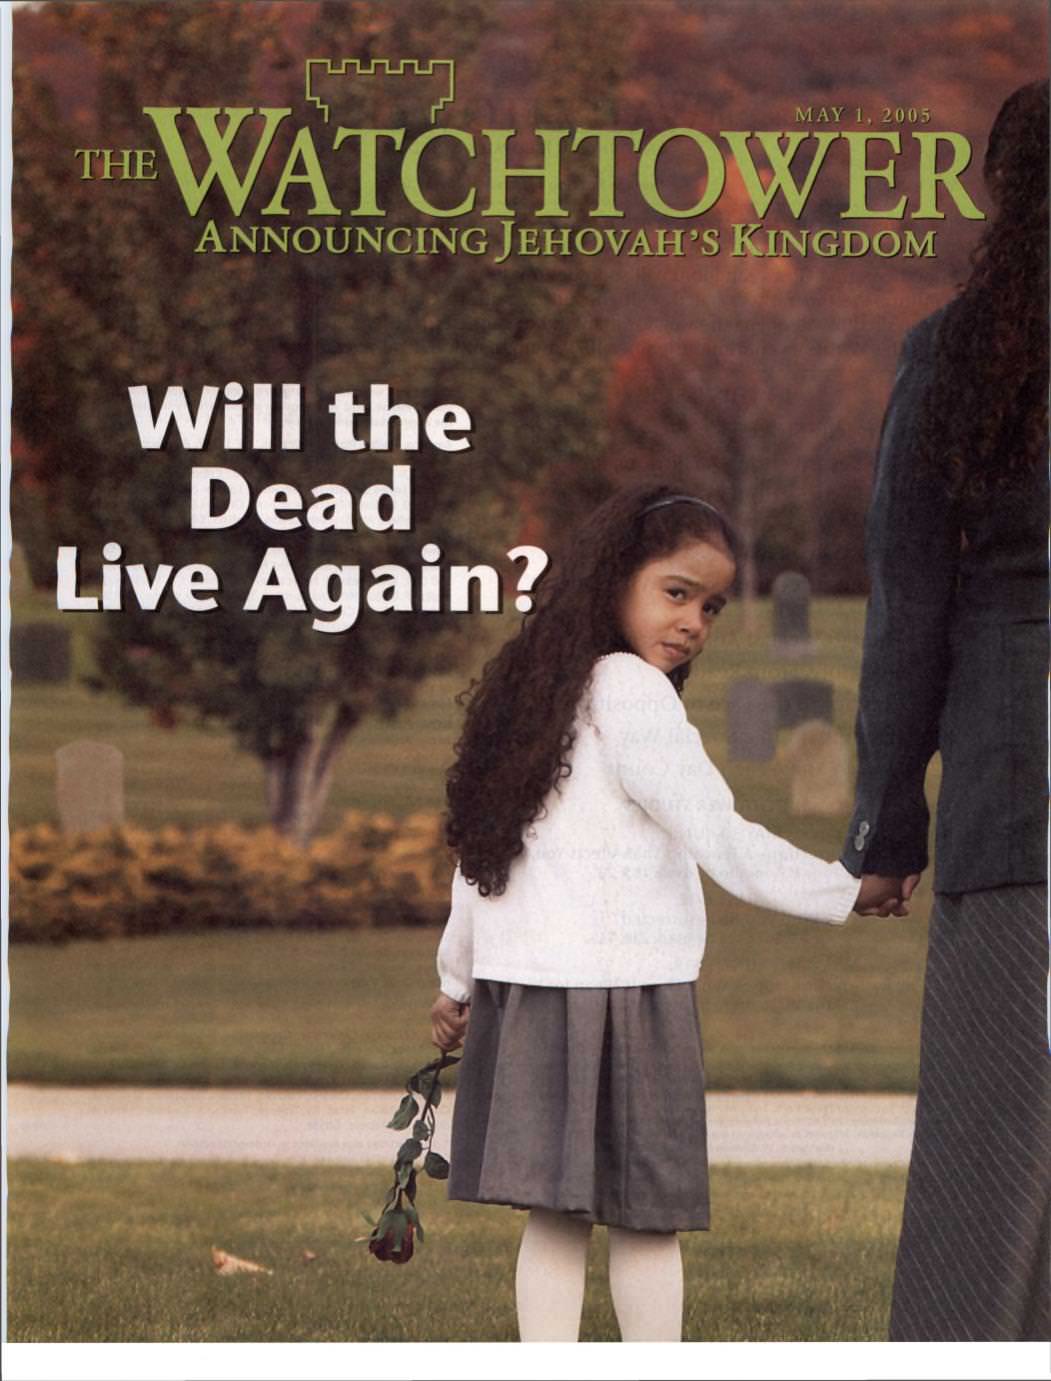 MAY 1, 2005
THE WATCHTOWER
ANNOUNCING JEHOVAH'S KINGDOM
Will the
Dead
Live Again?